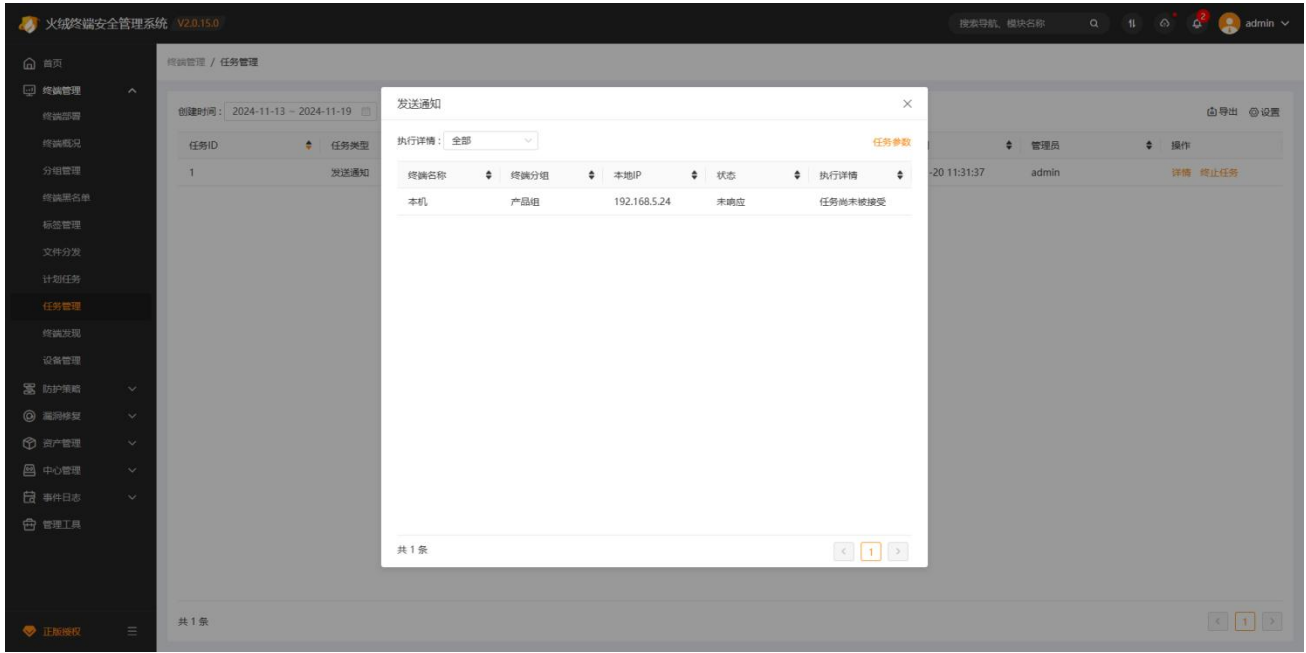 火绒终端安全管理系统 V2.0.15.0
搜索导航、模块名称
2
admin
首页
终端管理
终端部署
终端概况
分组管理
终端黑名单
标签管理
文件分发
计划任务
任务管理
终端发现
设备管理
防护策略
漏洞修复
资产管理
中心管理
事件日志
管理工具
正版授权
终端管理 / 任务管理
创建时间： 2024-11-13 ~ 2024-11-19
导出 设置
任务ID 任务类型 管理员 操作
1 发送通知 -20 11:31:37 admin 详情 终止任务
发送通知
执行详情： 全部
任务参数
终端名称 终端分组 本地IP 状态 执行详情
本机 产品组 192.168.5.24 未响应 任务尚未被接受
共 1 条
1
共 1 条
1